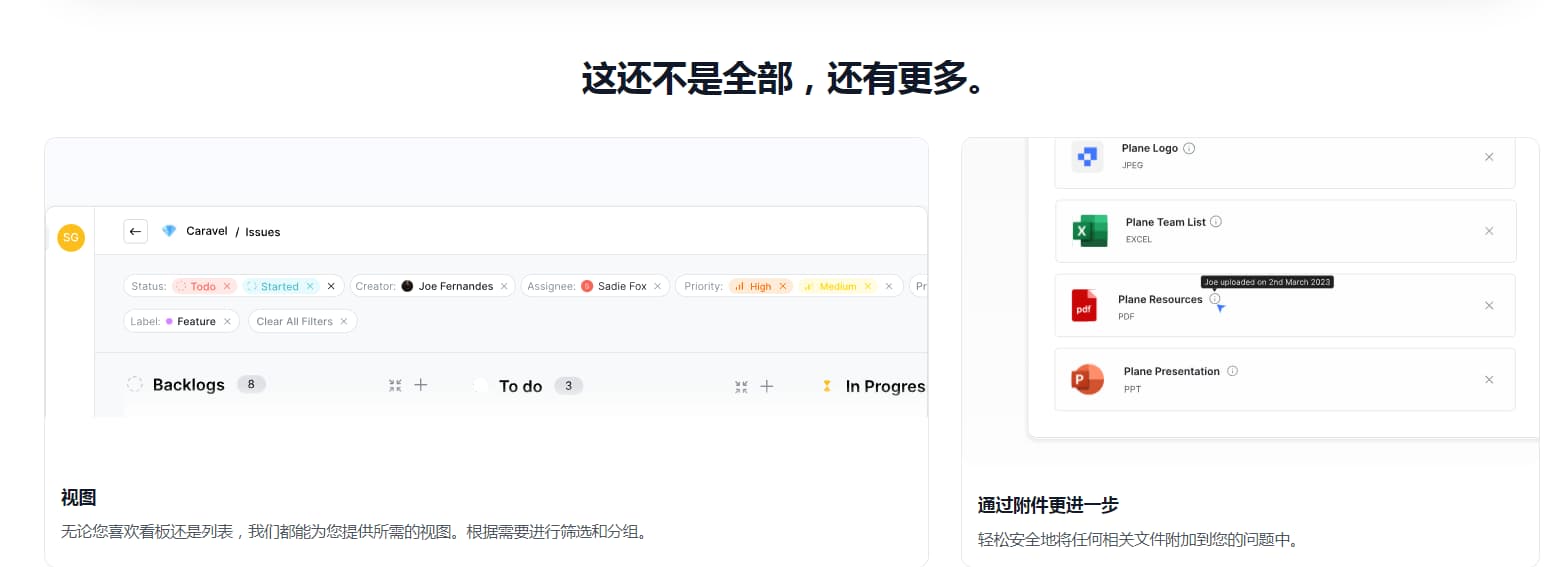 这还不是全部，还有更多。
SG
Caravel / Issues
Status: Todo Started Creator: Joe Fernandes Assignee: S Sadie Fox Priority: High Medium Pr
Label: Feature Clear All Filters
Backlogs 8 To do 3 In Progres
视图
无论您喜欢看板还是列表，我们都能为您提供所需的视图。根据需要进行筛选和分组。
Plane Logo
JPEG
X Plane Team List
EXCEL
Joe uploaded on 2nd March 2023
pdf Plane Resources
PDF
P Plane Presentation
PPT
通过附件更进一步
轻松安全地将任何相关文件附加到您的问题中。